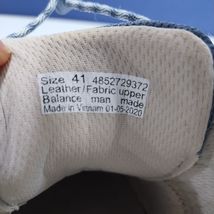 Size 41 4852729372
Leather/Fabric upper
Balance man made
Made in Vietnam 01-05-2020